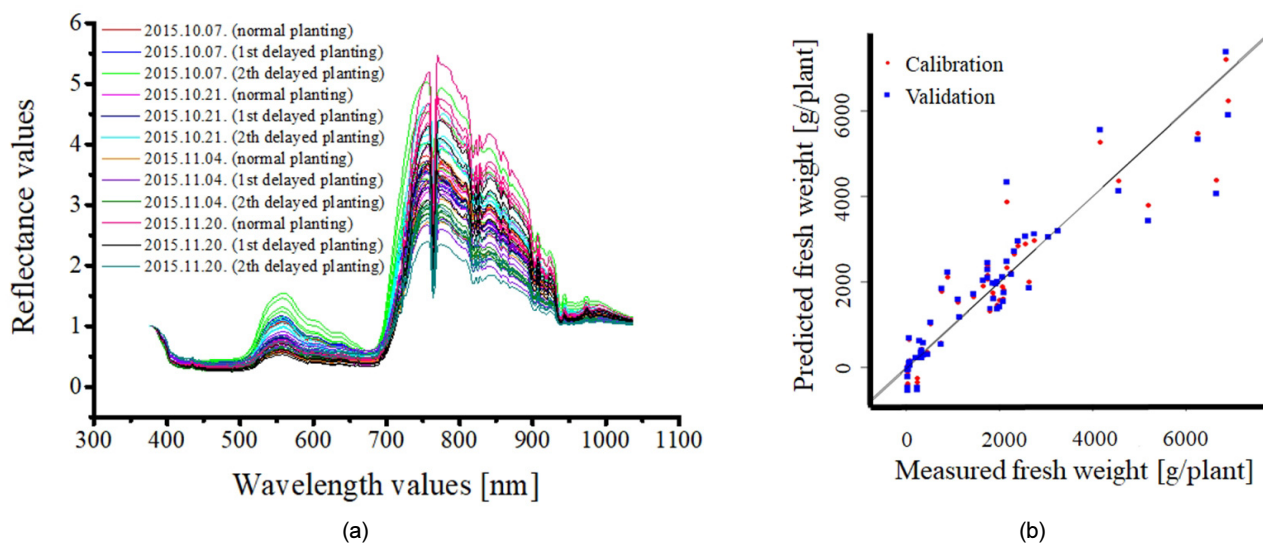 6
5
4
3
2
1
0
Reflectance values
2015.10.07. (normal planting)
2015.10.07. (1st delayed planting)
2015.10.07. (2th delayed planting)
2015.10.21. (normal planting)
2015.10.21. (1st delayed planting)
2015.10.21. (2th delayed planting)
2015.11.04. (normal planting)
2015.11.04. (1st delayed planting)
2015.11.04. (2th delayed planting)
2015.11.20. (normal planting)
2015.11.20. (1st delayed planting)
2015.11.20. (2th delayed planting)
300 400 500 600 700 800 900 1000 1100
Wavelength values [nm]
(a)
Predicted fresh weight [g/plant]
6000
4000
2000
0
Calibration
Validation
0 2000 4000 6000
Measured fresh weight [g/plant]
(b)